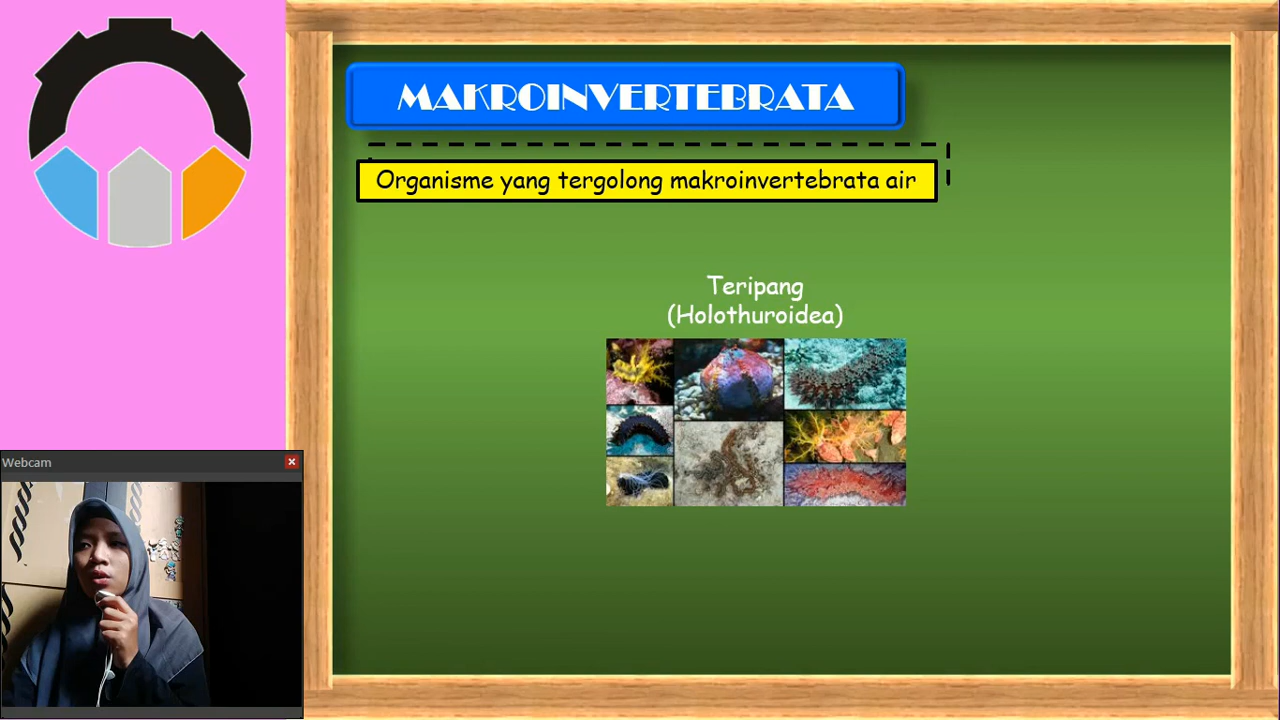 MAKROINVERTEBRATA
Organisme yang tergolong makroinvertebrata air
Teripang
(Holothuroidea)
Webcam